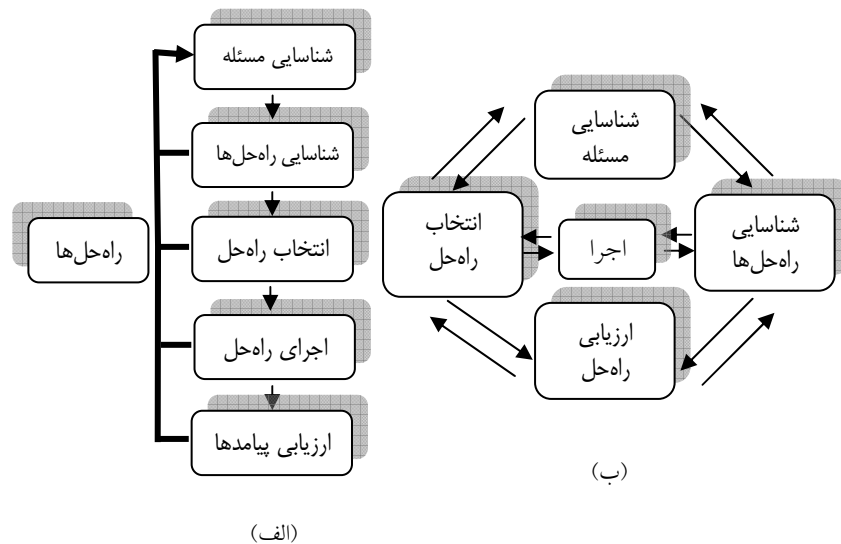 شناسایی مسئله
شناسایی راه‌حل‌ها
انتخاب راه‌حل
اجرای راه‌حل
ارزیابی پیامدها
راه‌حل‌ها
(الف)
شناسایی
مسئله
شناسایی
راه‌حل‌ها
اجرا
انتخاب
راه‌حل
ارزیابی
راه‌حل
(ب)